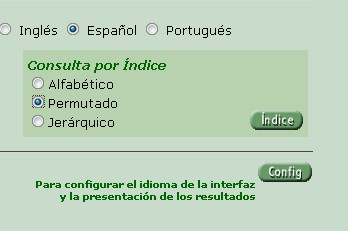 Inglés Español Portugués
Consulta por Índice
Alfabético
Permutado
Jerárquico
Índice
Config
Para configurar el idioma de la interfaz
y la presentación de los resultados